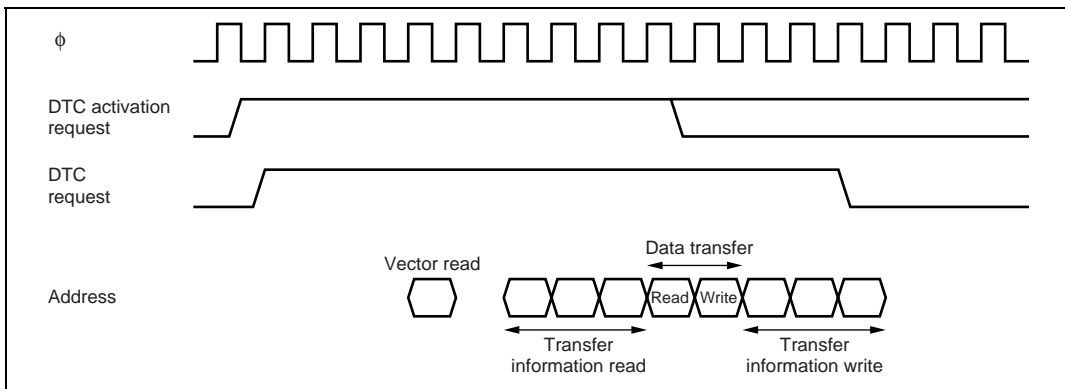 ϕ
DTC activation
request
DTC
request
Data transfer
Vector read
Address
Read Write
Transfer
information read
Transfer
information write